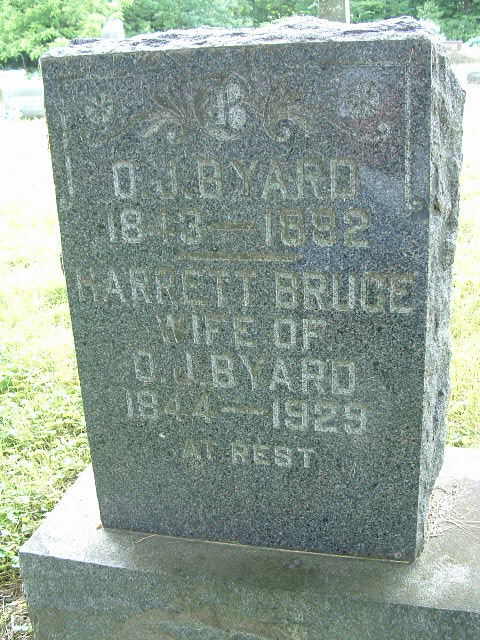 B
O.J. BYARD
1843—1892
HARRETT BRUCE
WIFE OF
O.J. BYARD
1844—1929
AT REST